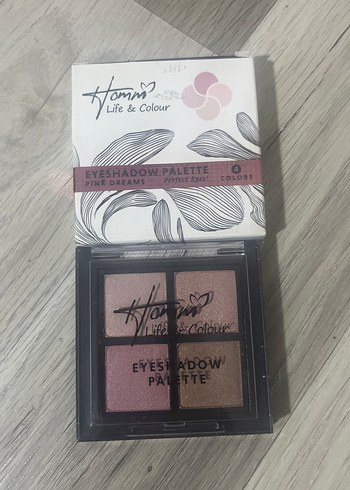 Homm
Life & Colour
EYESHADOW PALETTE
PINK DREAMS
Perfect Eyes!
4
COLORS
Homm
Life & Colour
EYESHADOW
PALETTE